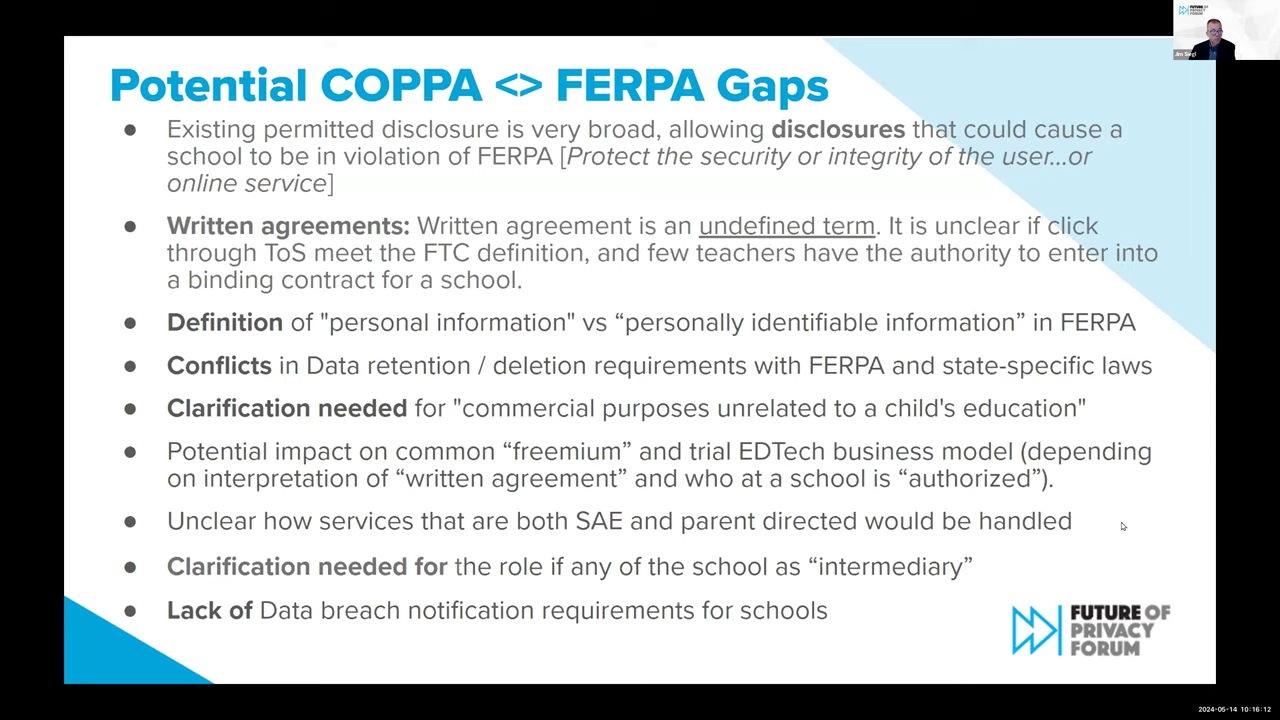 FUTURE OF
PRIVACY
FORUM
Jim Siegl
Potential COPPA <> FERPA Gaps
● Existing permitted disclosure is very broad, allowing disclosures that could cause a
school to be in violation of FERPA [Protect the security or integrity of the user...or
online service]
● Written agreements: Written agreement is an undefined term. It is unclear if click
through ToS meet the FTC definition, and few teachers have the authority to enter into
a binding contract for a school.
● Definition of "personal information" vs “personally identifiable information” in FERPA
● Conflicts in Data retention / deletion requirements with FERPA and state-specific laws
● Clarification needed for "commercial purposes unrelated to a child's education"
● Potential impact on common “freemium” and trial EDTech business model (depending
on interpretation of “written agreement” and who at a school is “authorized”).
● Unclear how services that are both SAE and parent directed would be handled
● Clarification needed for the role if any of the school as “intermediary”
● Lack of Data breach notification requirements for schools
FUTURE OF
PRIVACY
FORUM
2024-05-14 10:16:12